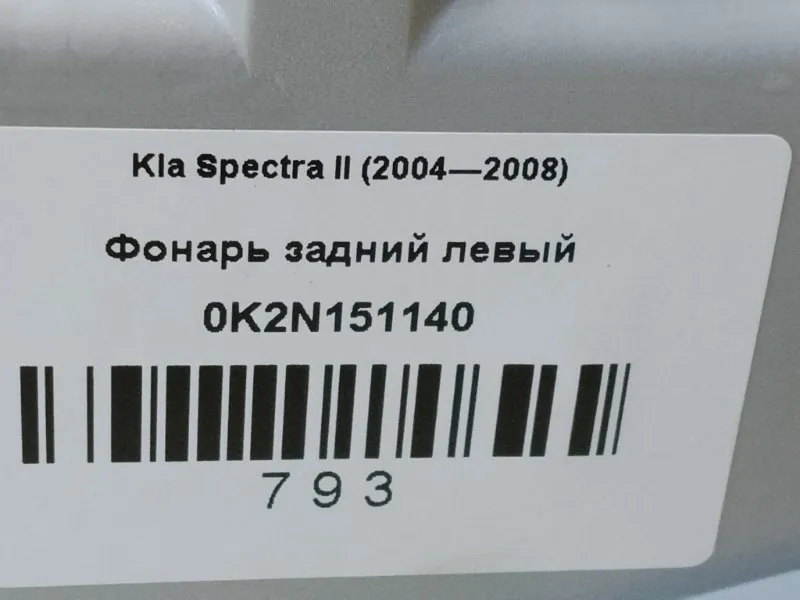 Kia Spectra II (2004—2008)
Фонарь задний левый
0K2N151140
793